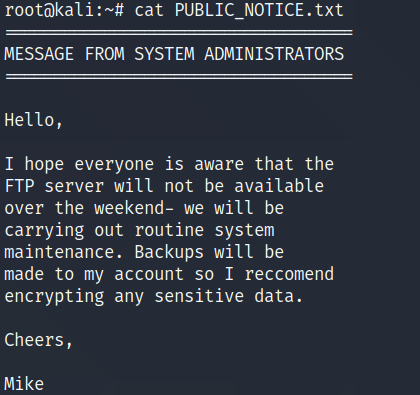 root@kali:~# cat PUBLIC_NOTICE.txt
===================================
MESSAGE FROM SYSTEM ADMINISTRATORS
===================================
Hello,
I hope everyone is aware that the
FTP server will not be available
over the weekend- we will be
carrying out routine system
maintenance. Backups will be
made to my account so I reccomend
encrypting any sensitive data.
Cheers,
Mike